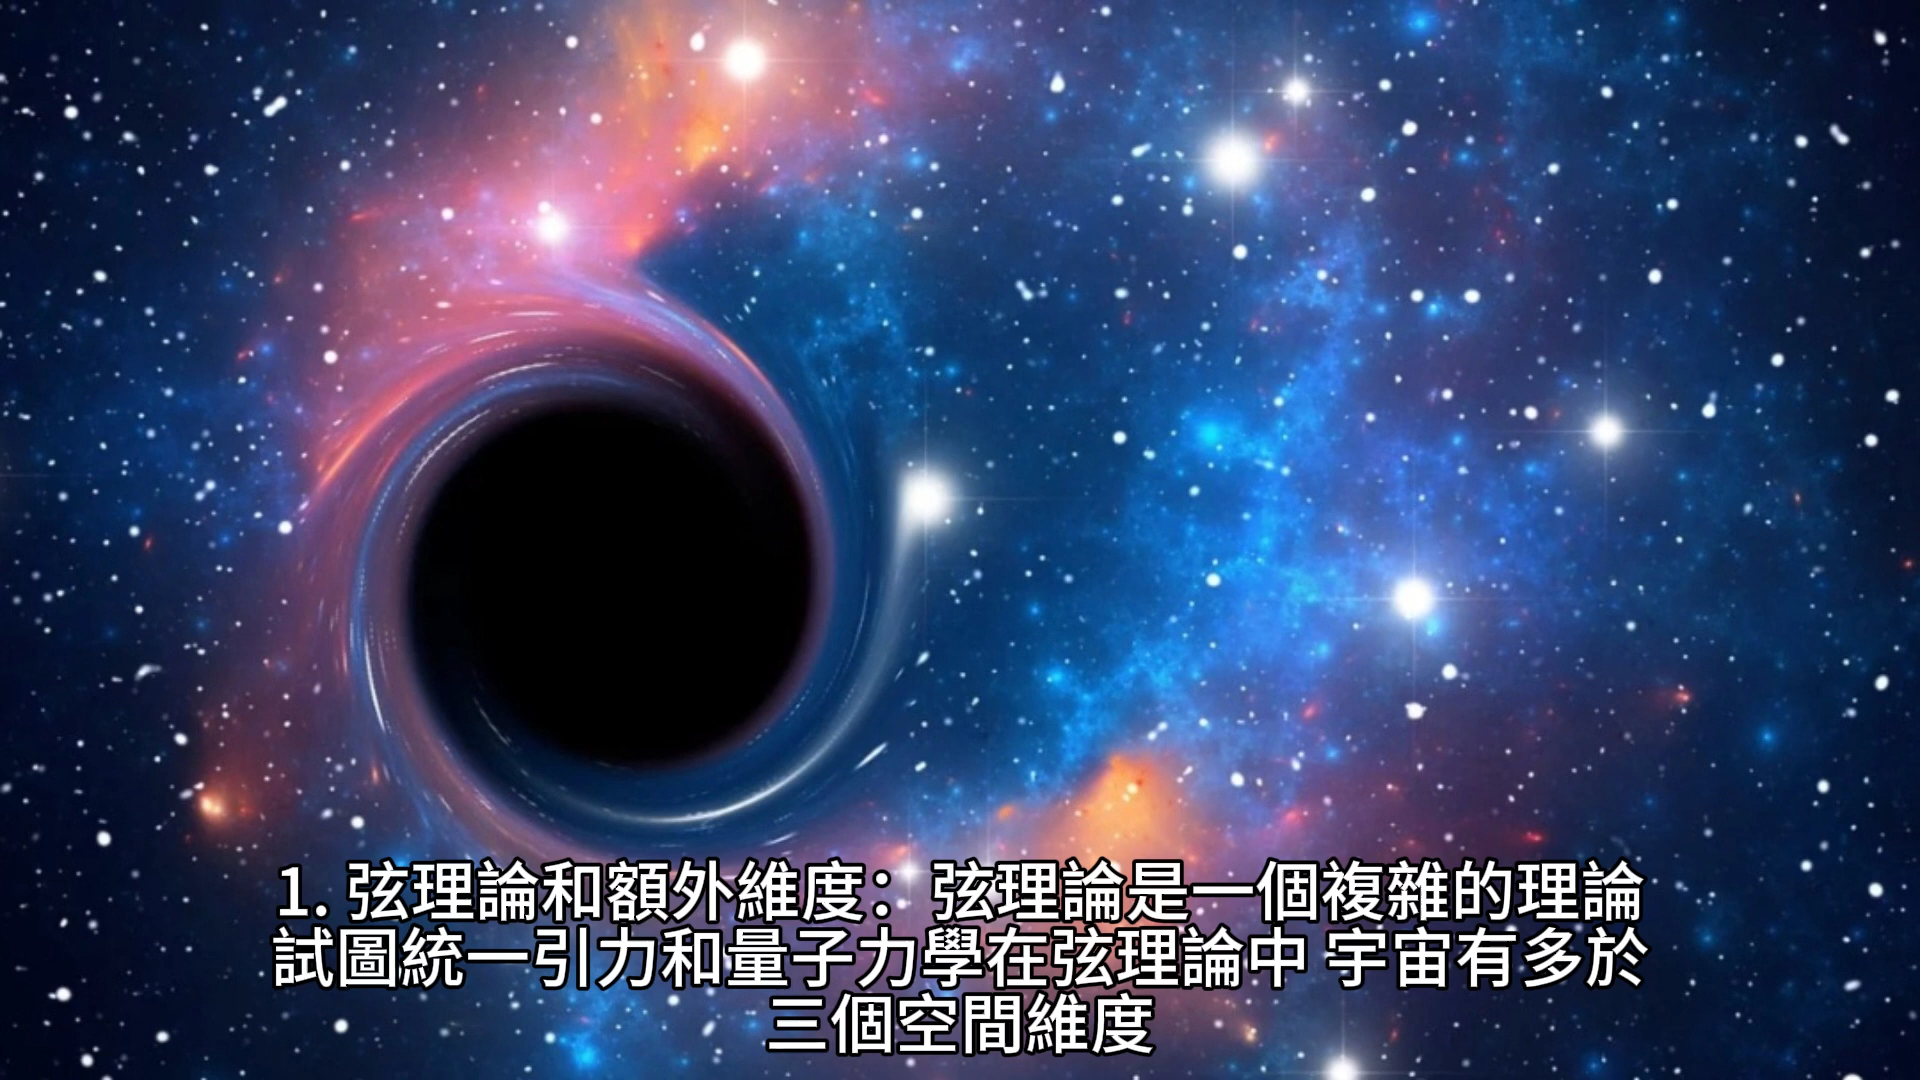 1. 弦理論和額外維度：弦理論是一個複雜的理論
試圖統一引力和量子力學在弦理論中 宇宙有多於
三個空間維度